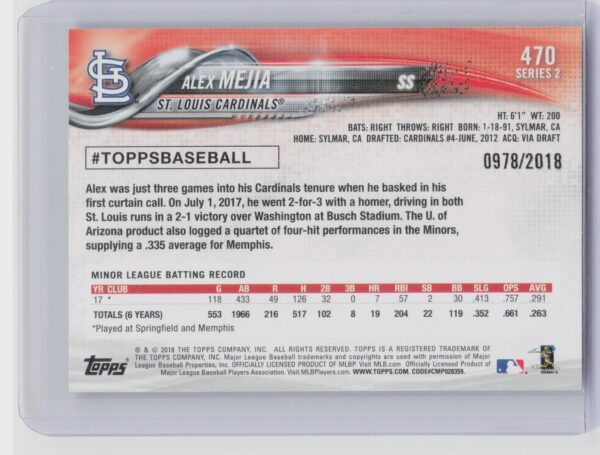 470
SERIES 2
STL
ALEX MEJIA
SS
ST. LOUIS CARDINALS®
HT: 6'1" WT: 200
BATS: RIGHT THROWS: RIGHT BORN: 1-18-91, SYLMAR, CA
HOME: SYLMAR, CA DRAFTED: CARDINALS #4-JUNE, 2012 ACQ: VIA DRAFT
#TOPPSBASEBALL
0978/2018
Alex was just three games into his Cardinals tenure when he basked in his
first curtain call. On July 1, 2017, he went 2-for-3 with a homer, driving in both
St. Louis runs in a 2-1 victory over Washington at Busch Stadium. The U. of
Arizona product also logged a quartet of four-hit performances in the Minors,
supplying a .335 average for Memphis.
MINOR LEAGUE BATTING RECORD
YR CLUB G AB R H 2B 3B HR RBI SB BB SLG OPS AVG
17 * 118 433 49 126 32 0 7 57 2 30 .413 .757 .291
TOTALS (6 YEARS) 553 1966 216 517 102 8 19 204 22 119 .352 .661 .263
*Played at Springfield and Memphis
Topps
® & © 2018 THE TOPPS COMPANY, INC. ALL RIGHTS RESERVED. TOPPS IS A REGISTERED TRADEMARK OF
THE TOPPS COMPANY, INC. Major League Baseball trademarks and copyrights are used with permission of
Major League Baseball Properties, Inc. OFFICIALLY LICENSED PRODUCT OF MLBP. Visit MLB.com Officially Licensed Product of
Major League Baseball Players Association. Visit MLBPlayers.com. WWW.TOPPS.COM. CODE#CMP028359.